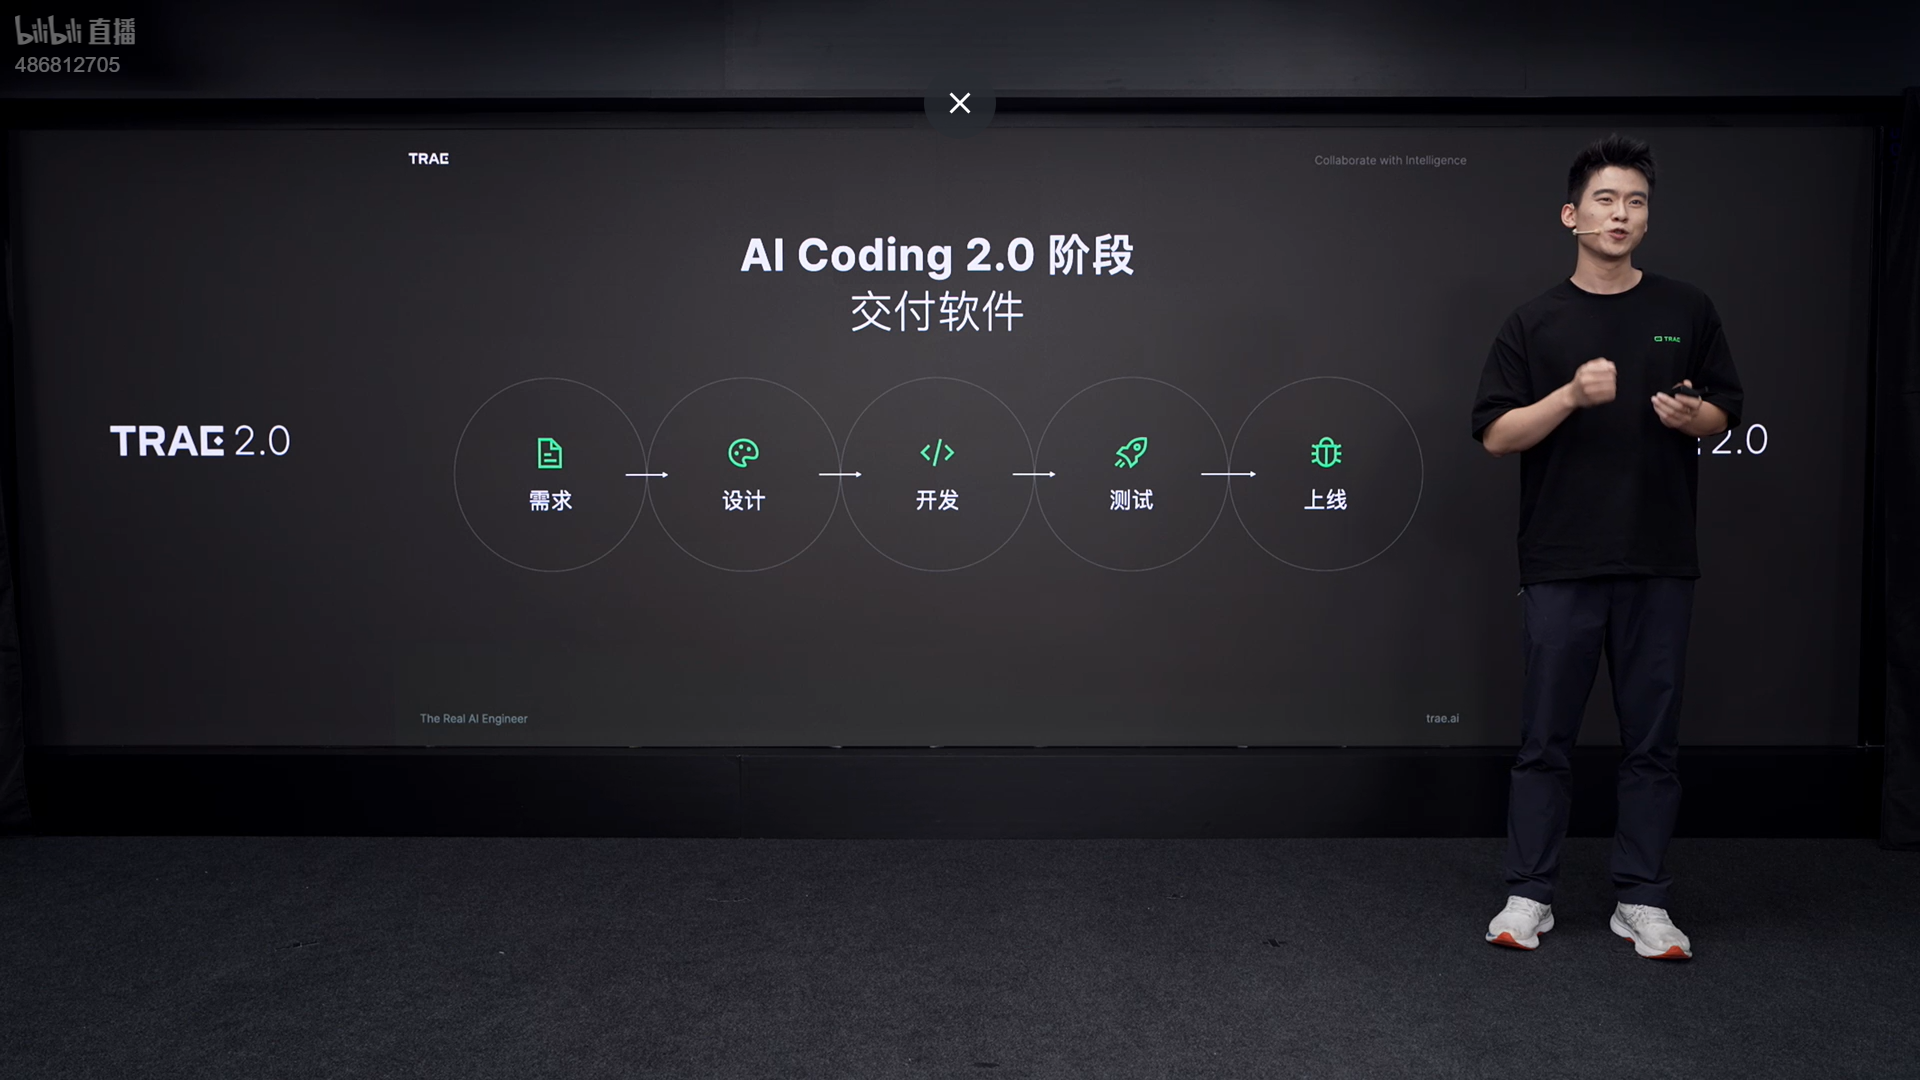 bilibili 直播
486812705
TRAE
Collaborate with Intelligence
AI Coding 2.0 阶段
交付软件
TRAE 2.0
需求
设计
开发
测试
上线
TRAE
2.0
The Real AI Engineer
trae.ai